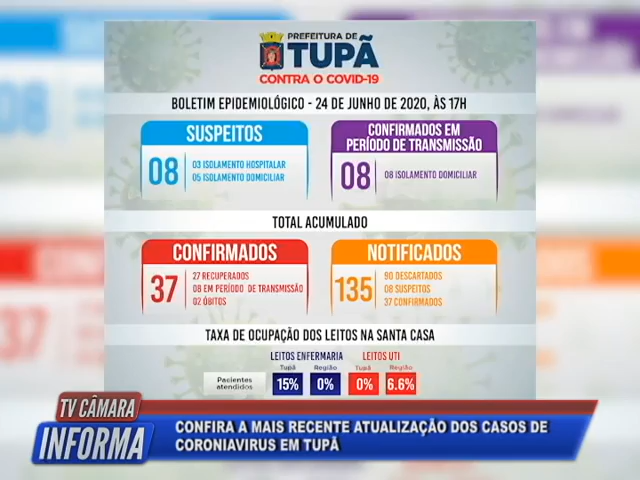 PREFEITURA DE
TUPÃ
CONTRA O COVID-19
BOLETIM EPIDEMIOLÓGICO - 24 DE JUNHO DE 2020, ÀS 17H
SUSPEITOS
08
03 ISOLAMENTO HOSPITALAR
05 ISOLAMENTO DOMICILIAR
CONFIRMADOS EM
PERÍODO DE TRANSMISSÃO
08
08 ISOLAMENTO DOMICILIAR
TOTAL ACUMULADO
CONFIRMADOS
37
27 RECUPERADOS
08 EM PERÍODO DE TRANSMISSÃO
02 ÓBITOS
NOTIFICADOS
135
90 DESCARTADOS
08 SUSPEITOS
37 CONFIRMADOS
TAXA DE OCUPAÇÃO DOS LEITOS NA SANTA CASA
LEITOS ENFERMARIA LEITOS UTI
Tupã Região Tupã Região
Pacientes
atendidos
15% 0% 0% 6.6%
TV CÂMARA
INFORMA
CONFIRA A MAIS RECENTE ATUALIZAÇÃO DOS CASOS DE
CORONIAVIRUS EM TUPÃ